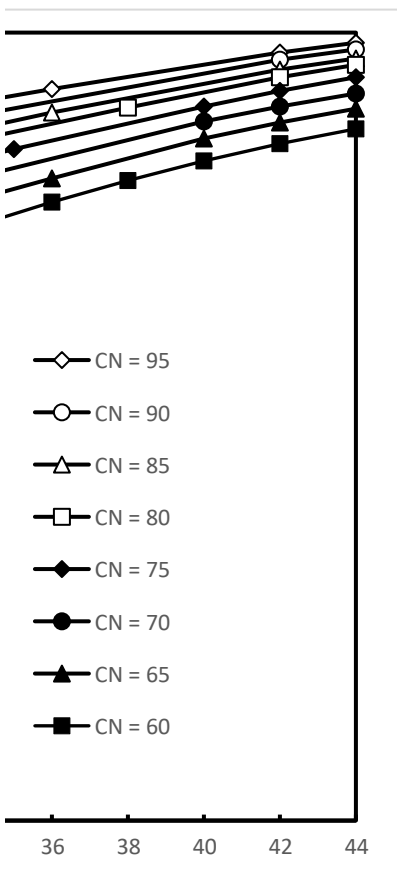 CN = 95
CN = 90
CN = 85
CN = 80
CN = 75
CN = 70
CN = 65
CN = 60
36 38 40 42 44